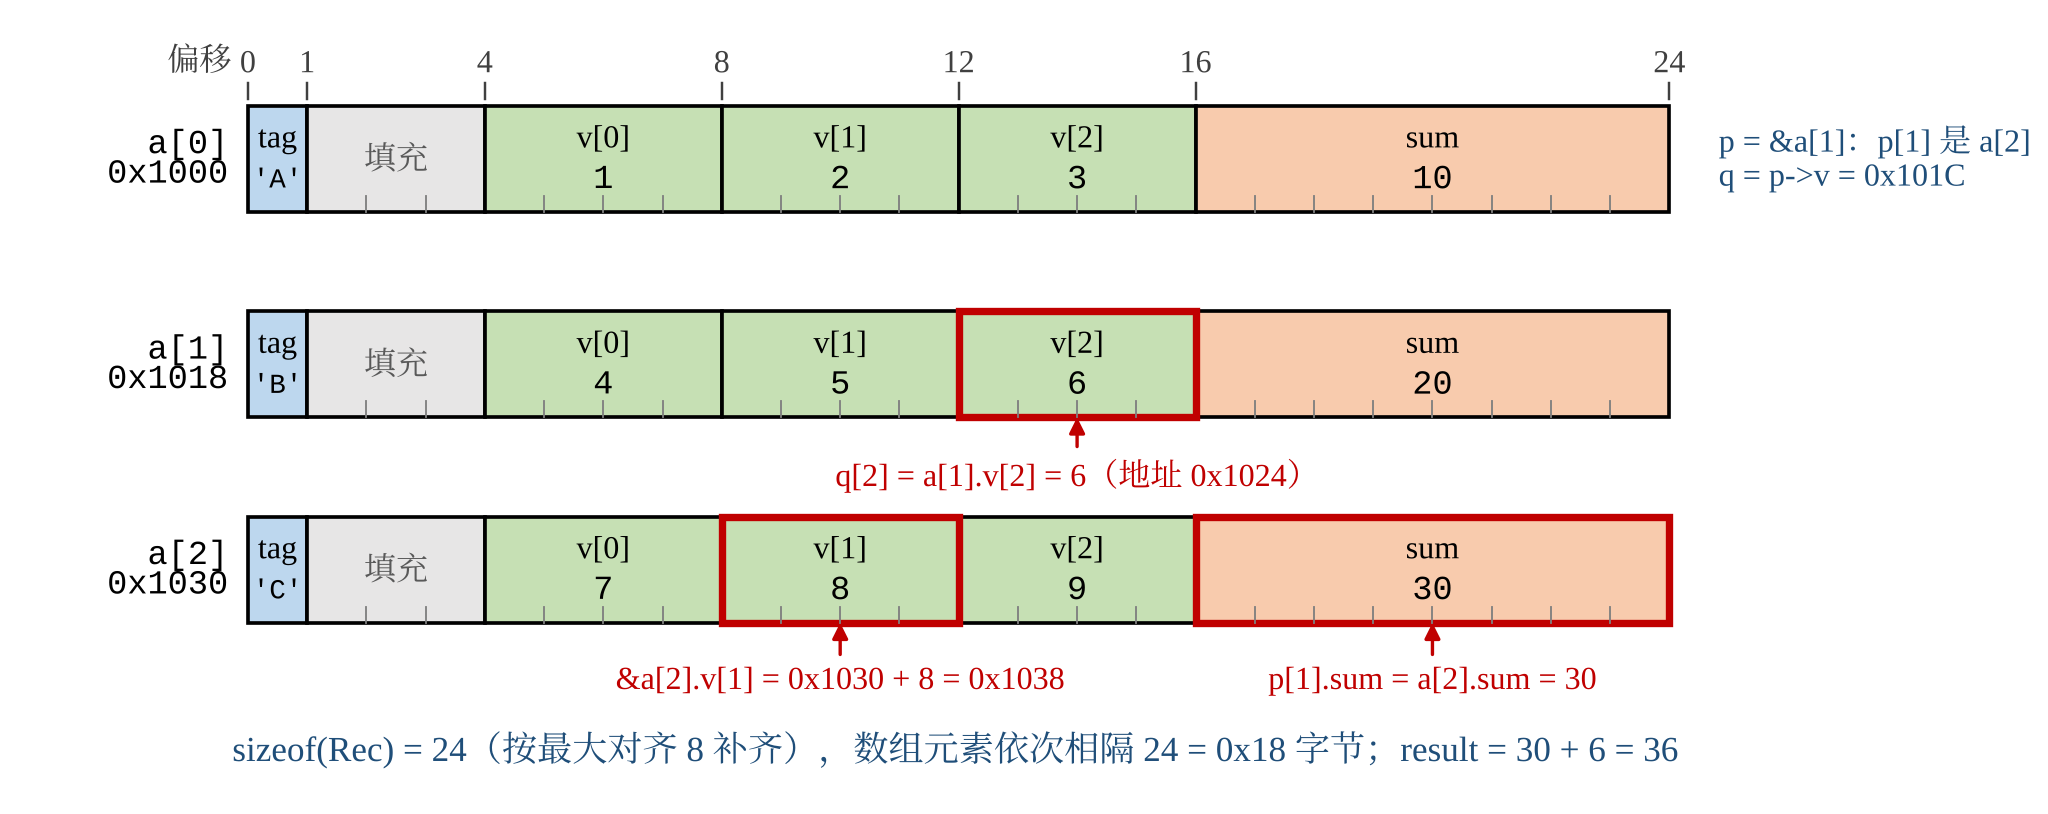 偏移 0 1 4 8 12 16 24
a[0]
0x1000
tag
'A'
填充
v[0]
1
v[1]
2
v[2]
3
sum
10
p = &a[1]：p[1] 是 a[2]
q = p->v = 0x101C
a[1]
0x1018
tag
'B'
填充
v[0]
4
v[1]
5
v[2]
6
sum
20
q[2] = a[1].v[2] = 6（地址 0x1024）
a[2]
0x1030
tag
'C'
填充
v[0]
7
v[1]
8
v[2]
9
sum
30
&a[2].v[1] = 0x1030 + 8 = 0x1038
p[1].sum = a[2].sum = 30
sizeof(Rec) = 24（按最大对齐 8 补齐），数组元素依次相隔 24 = 0x18 字节；result = 30 + 6 = 36